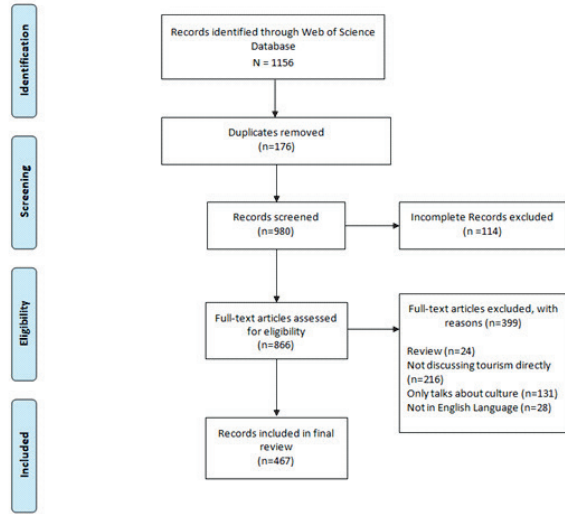 Identification
Records identified through Web of Science
Database
N = 1156
Duplicates removed
(n=176)
Screening
Records screened
(n=980)
Incomplete Records excluded
(n =114)
Eligibility
Full-text articles assessed
for eligibility
(n=866)
Full-text articles excluded, with
reasons (n=399)
Review (n=24)
Not discussing tourism directly
(n=216)
Only talks about culture (n=131)
Not in English Language (n=28)
Included
Records included in final
review
(n=467)